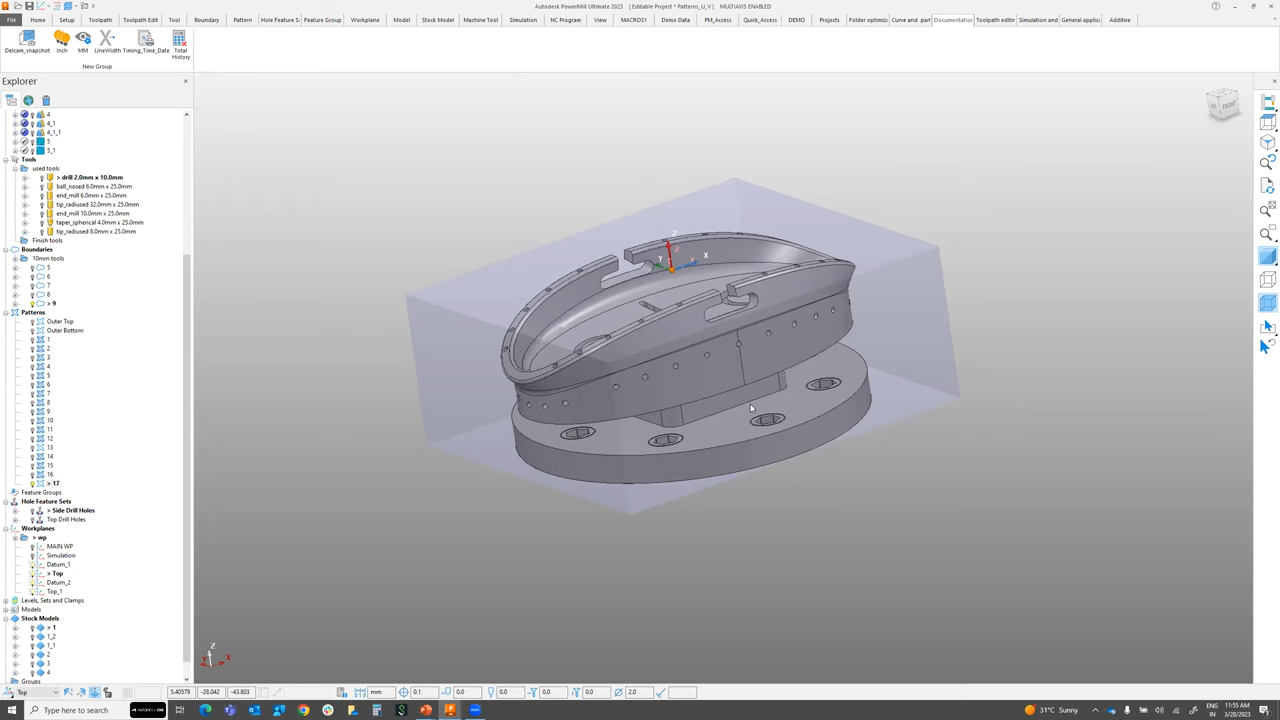 Autodesk PowerMill Ultimate 2023    [ Editable Project * Patterns_U_V ]    MULTIAXIS ENABLED
File Home Setup Toolpath Toolpath Edit Tool Boundary Pattern Hole Feature S Feature Group Workplane Model Stock Model Machine Tool Simulation NC Program View MACROS1 Demo Data PM_Access Quick_Access DEMO Projects Folder optimiz Curve and part Documentation Toolpath editin Simulation and General applic Additive
Delcam_snapshot Inch MM LineWidth Timing_Time_Date Total History
New Group
Explorer
4
4_1
4_1_1
5
5_1
Tools
used tools
> drill 2.0mm x 10.0mm
ball_nosed 6.0mm x 25.0mm
end_mill 6.0mm x 25.0mm
tip_radiused 32.0mm x 25.0mm
end_mill 10.0mm x 25.0mm
taper_spherical 4.0mm x 25.0mm
tip_radiused 8.0mm x 25.0mm
Finish tools
Boundaries
10mm tools
5
6
7
8
> 9
Patterns
Outer Top
Outer Bottom
1
2
3
4
5
6
7
8
9
10
11
12
13
14
15
16
> 17
Feature Groups
Hole Feature Sets
> Side Drill Holes
Top Drill Holes
Workplanes
> wp
MAIN WP
Simulation
Datum_1
> Top
Datum_2
Top_1
Levels, Sets and Clamps
Models
Stock Models
> 1
1_2
1_1
2
3
4
Groups
FRONT
Z
Z
Y X X
Z
Y X
Top 5.40579 -28.042 -43.803 mm 0.1 0.0 0.0 0.0 0.0 2.0
Type here to search
31°C Sunny
ENG
IN
11:55 AM
3/28/2023